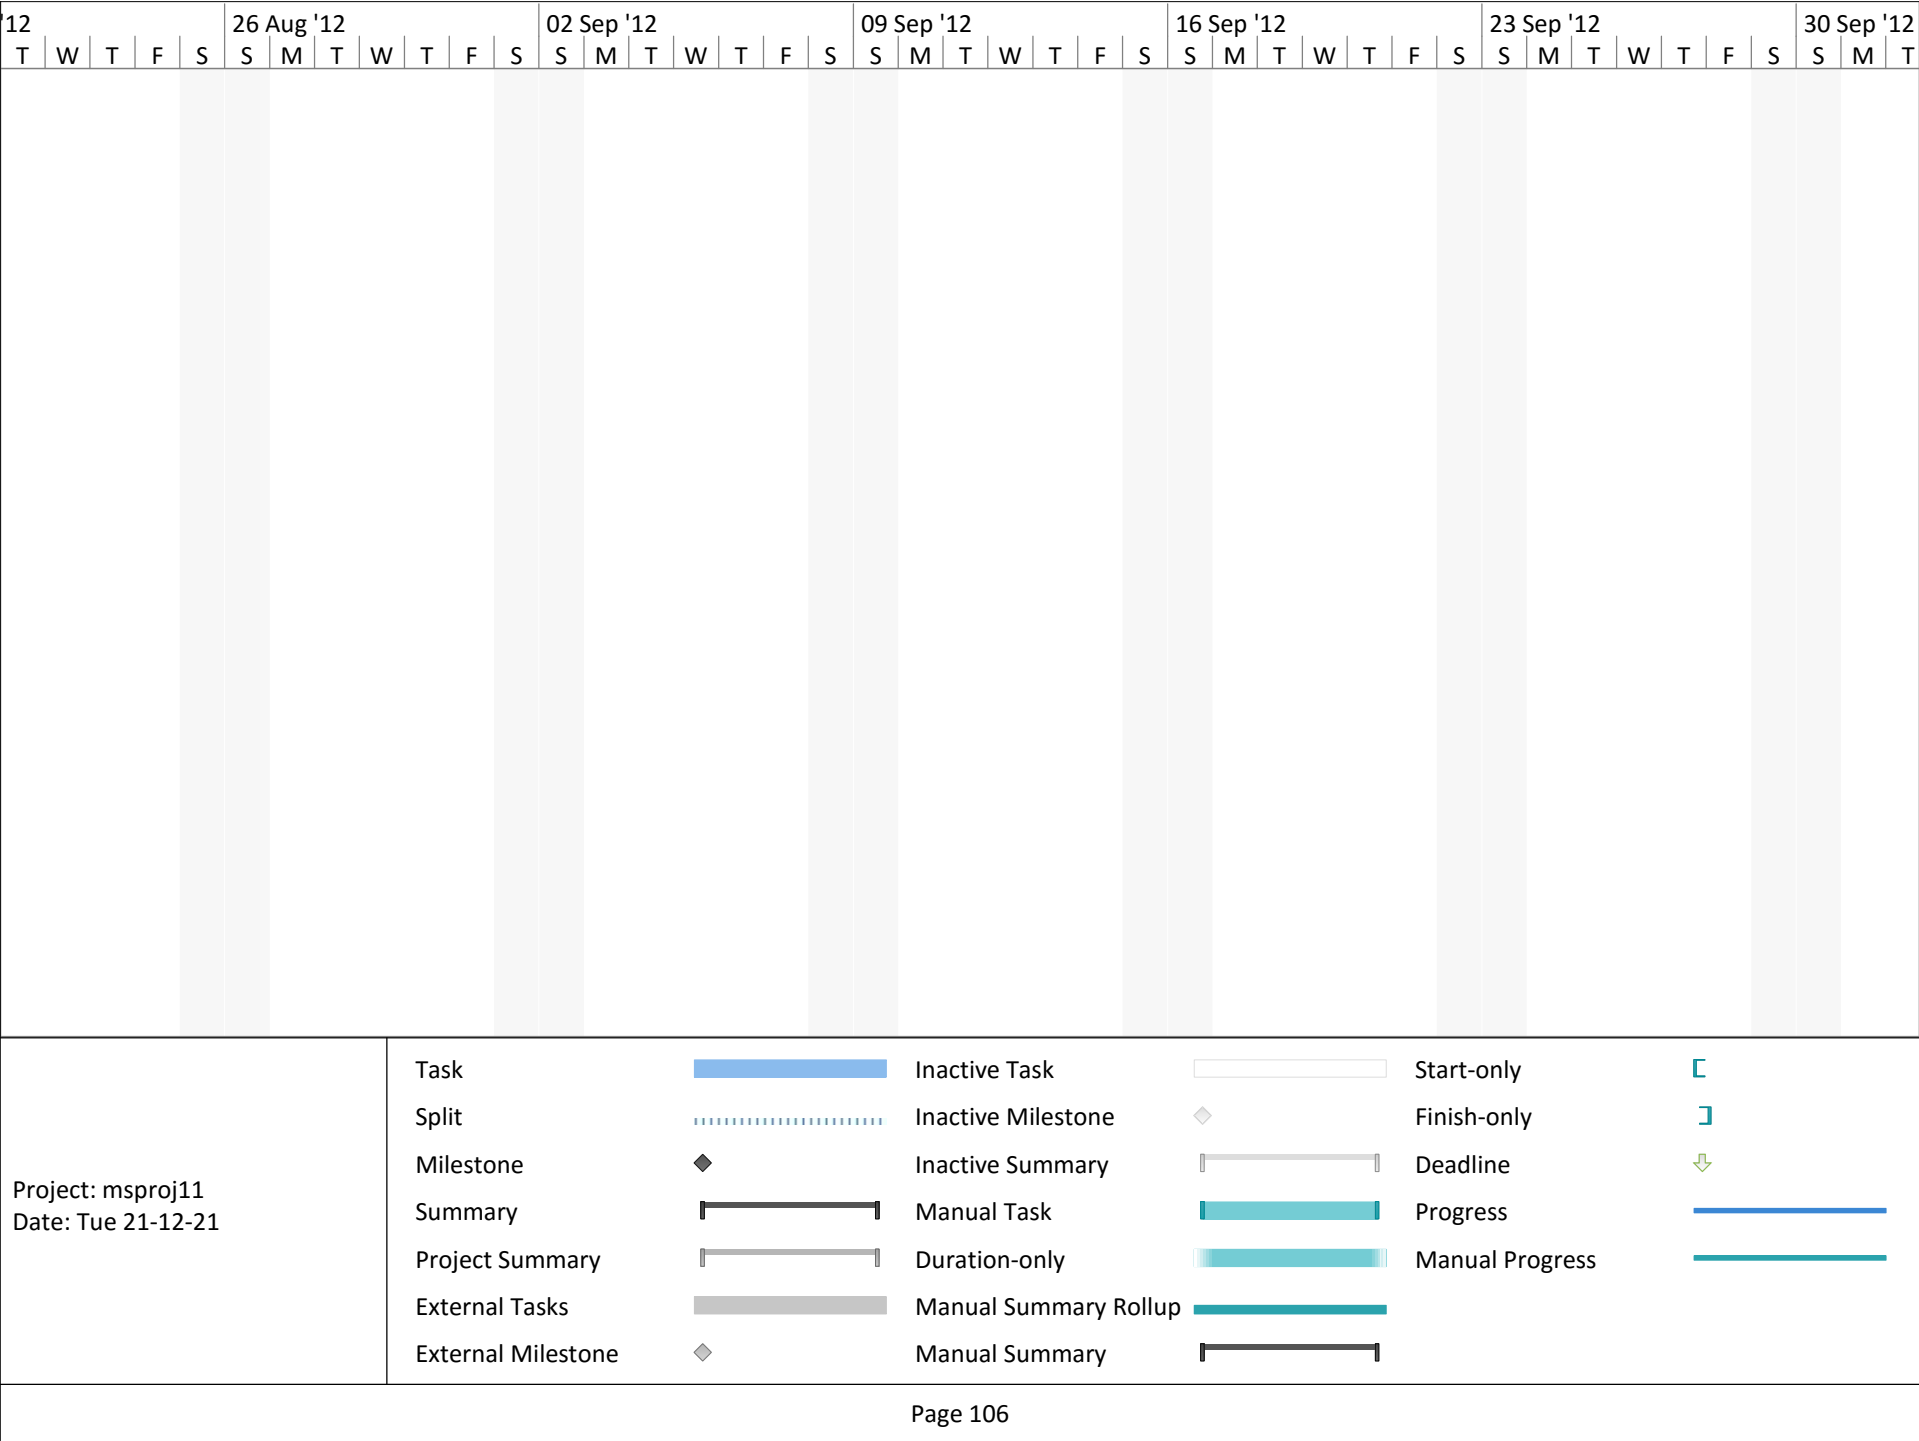 '12 26 Aug '12 02 Sep '12 09 Sep '12 16 Sep '12 23 Sep '12 30 Sep '12
T W T F S S M T W T F S S M T W T F S S M T W T F S S M T W T F S S M T W T F S S M T
Task Inactive Task Start-only
Split Inactive Milestone Finish-only
Milestone Inactive Summary Deadline
Project: msproj11
Date: Tue 21-12-21
Summary Manual Task Progress
Project Summary Duration-only Manual Progress
External Tasks Manual Summary Rollup
External Milestone Manual Summary
Page 106